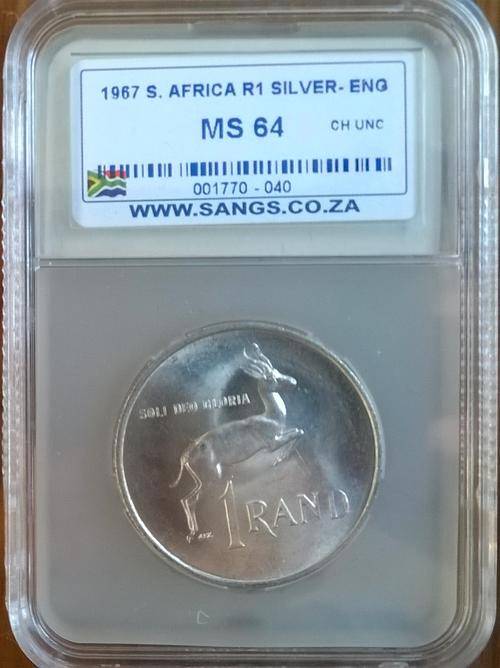 1967 S. AFRICA R1 SILVER- ENG
MS 64 CH UNC
001770 - 040
WWW.SANGS.CO.ZA
SOLI DEO GLORIA
1 RAND